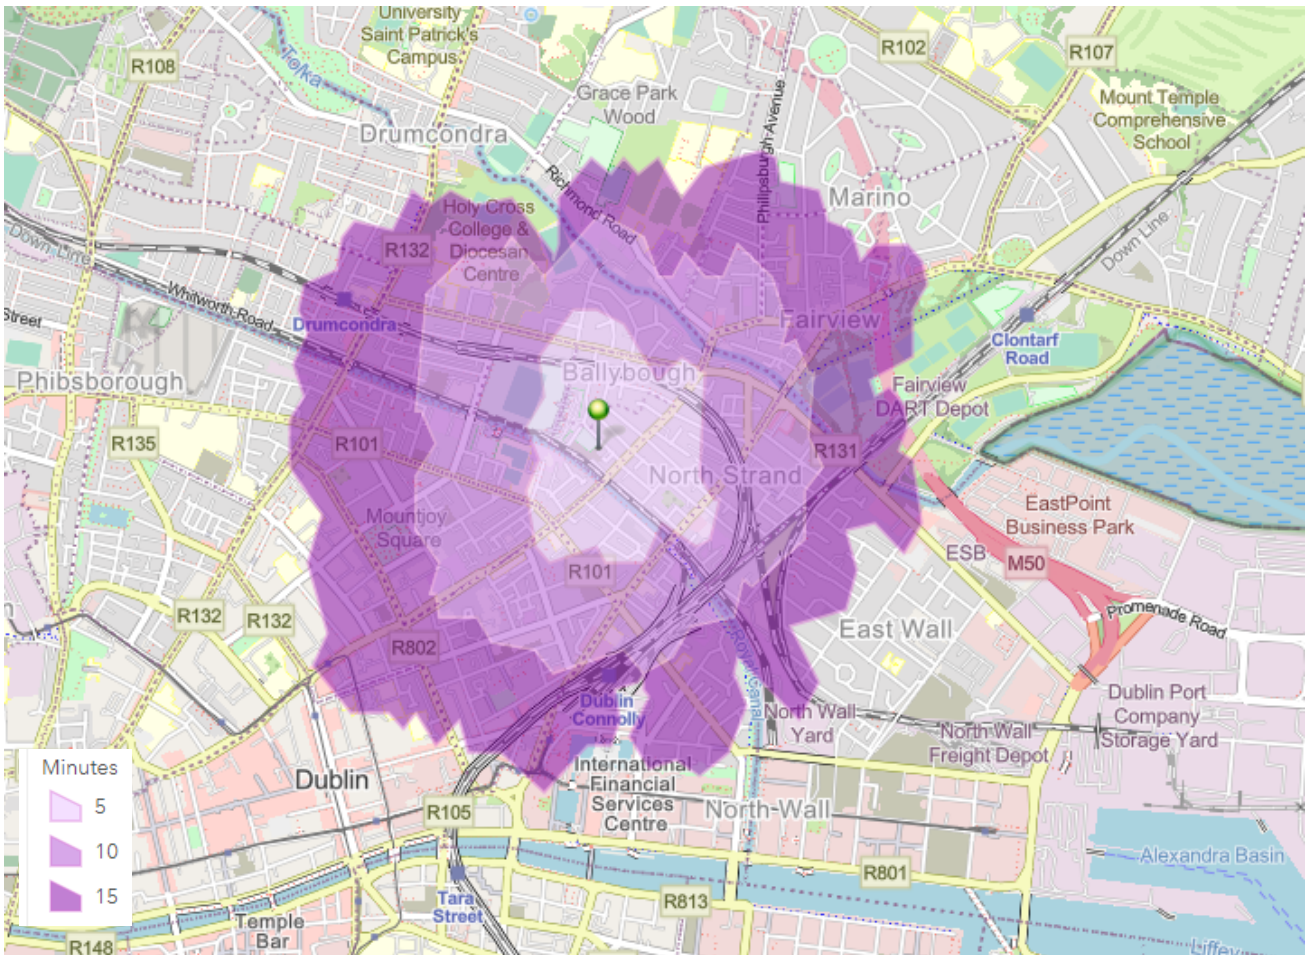 University
Saint Patrick's
Campus
R102
R107
R108
Tolka
Grace Park
Wood
Philipsburgh Avenue
Mount Temple
Comprehensive
School
Drumcondra
Richmond Road
Marino
Holy Cross
College &
Diocesan
Centre
R132
Down Line
Down Line
Whitworth Road
Street
Drumcondra
Fairview
Clontarf
Road
Phibsborough
Ballybough
Fairview
DART Depot
R135
R101
R131
North Strand
EastPoint
Business Park
Mountjoy
Square
ESB
M50
R101
R132
R132
Promenade Road
East Wall
R802
Dublin
Connolly
Royal Canal
North Wall
Yard
North Wall
Freight Depot
Dublin Port
Company
Storage Yard
Minutes
5
10
15
Dublin
International
Financial
Services
Centre
North Wall
R105
Alexandra Basin
R801
Tara
Street
R813
Temple
Bar
R148
Liffey